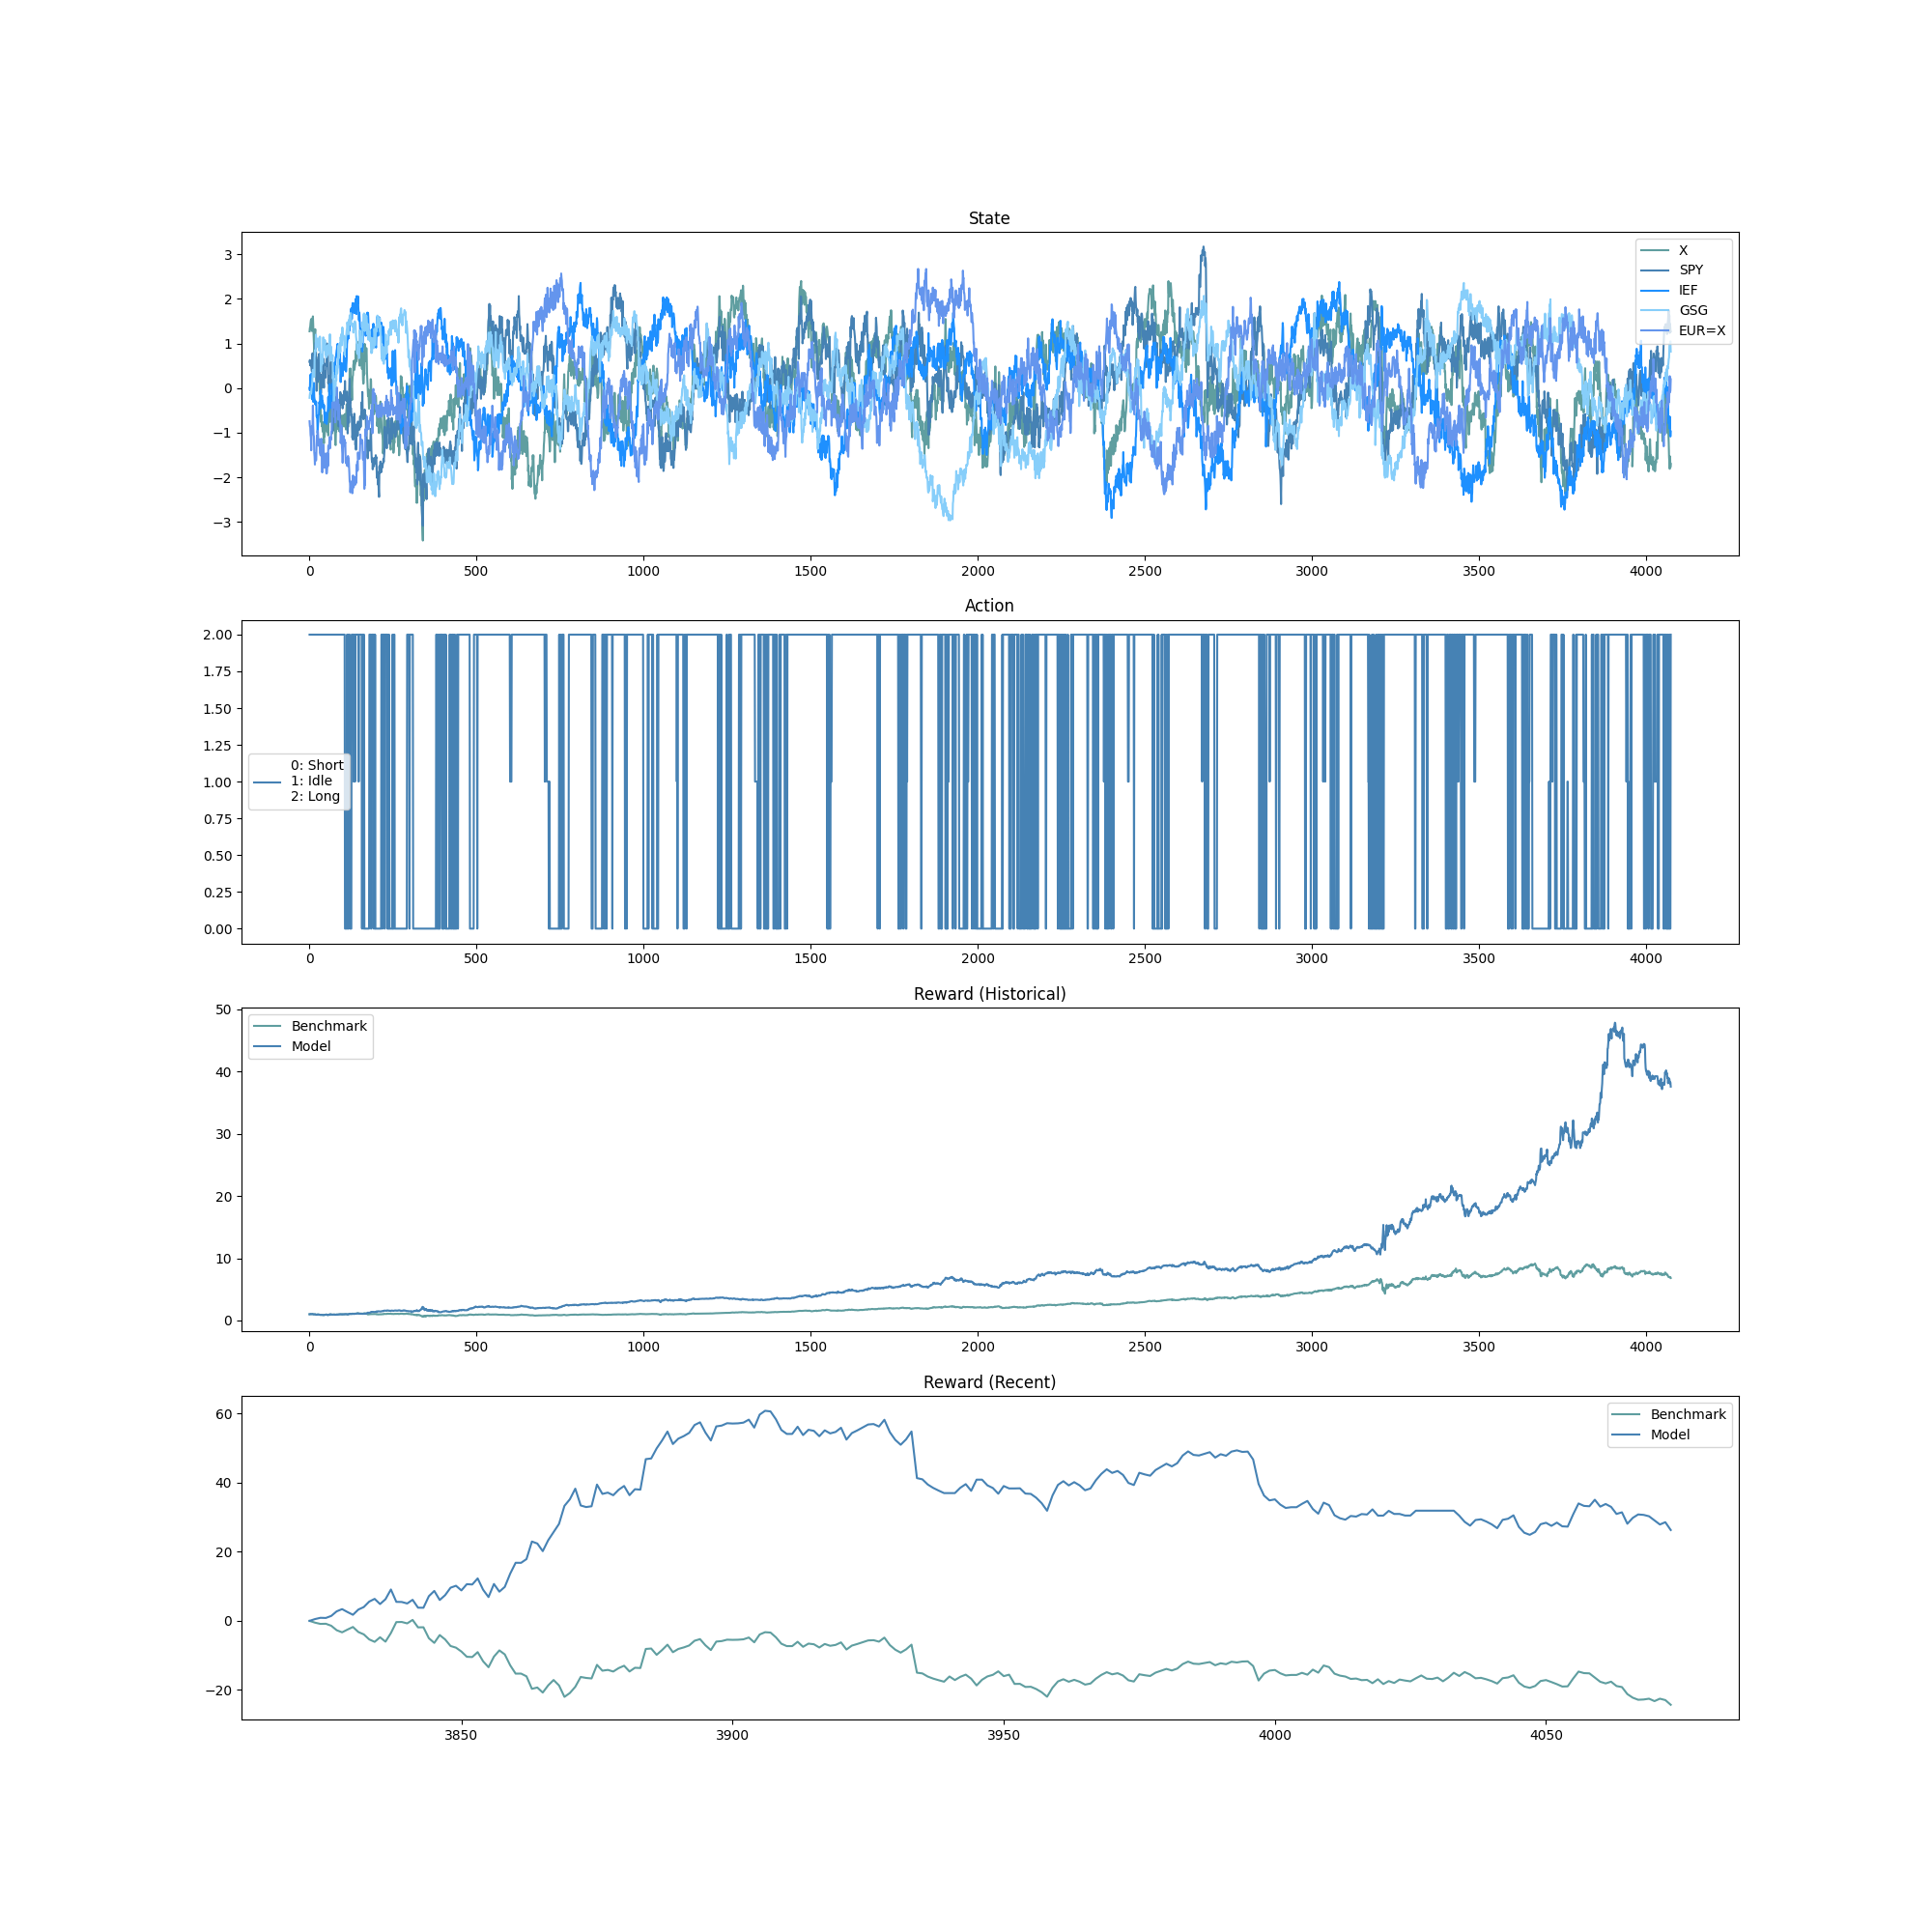 State
3
2
1
0
−1
−2
−3
X
SPY
IEF
GSG
EUR=X
0 500 1000 1500 2000 2500 3000 3500 4000
Action
2.00
1.75
1.50
1.25
1.00
0.75
0.50
0.25
0.00
0: Short
1: Idle
2: Long
0 500 1000 1500 2000 2500 3000 3500 4000
Reward (Historical)
50
40
30
20
10
0
Benchmark
Model
0 500 1000 1500 2000 2500 3000 3500 4000
Reward (Recent)
60
40
20
0
−20
Benchmark
Model
3850 3900 3950 4000 4050